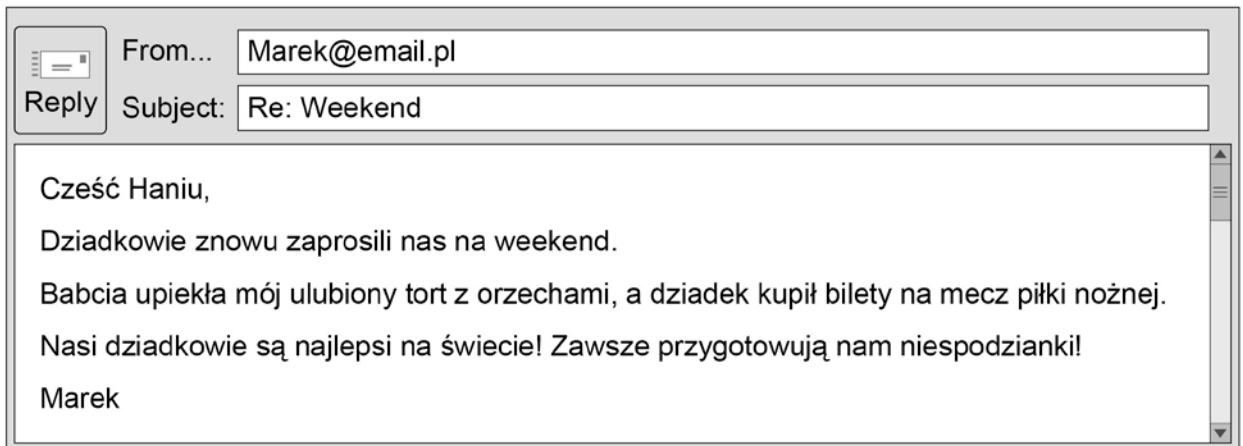 From... Marek@email.pl
Reply
Subject: Re: Weekend
Cześć Haniu,
Dziadkowie znowu zaprosili nas na weekend.
Babcia upiekła mój ulubiony tort z orzechami, a dziadek kupił bilety na mecz piłki nożnej.
Nasi dziadkowie są najlepsi na świecie! Zawsze przygotowują nam niespodzianki!
Marek